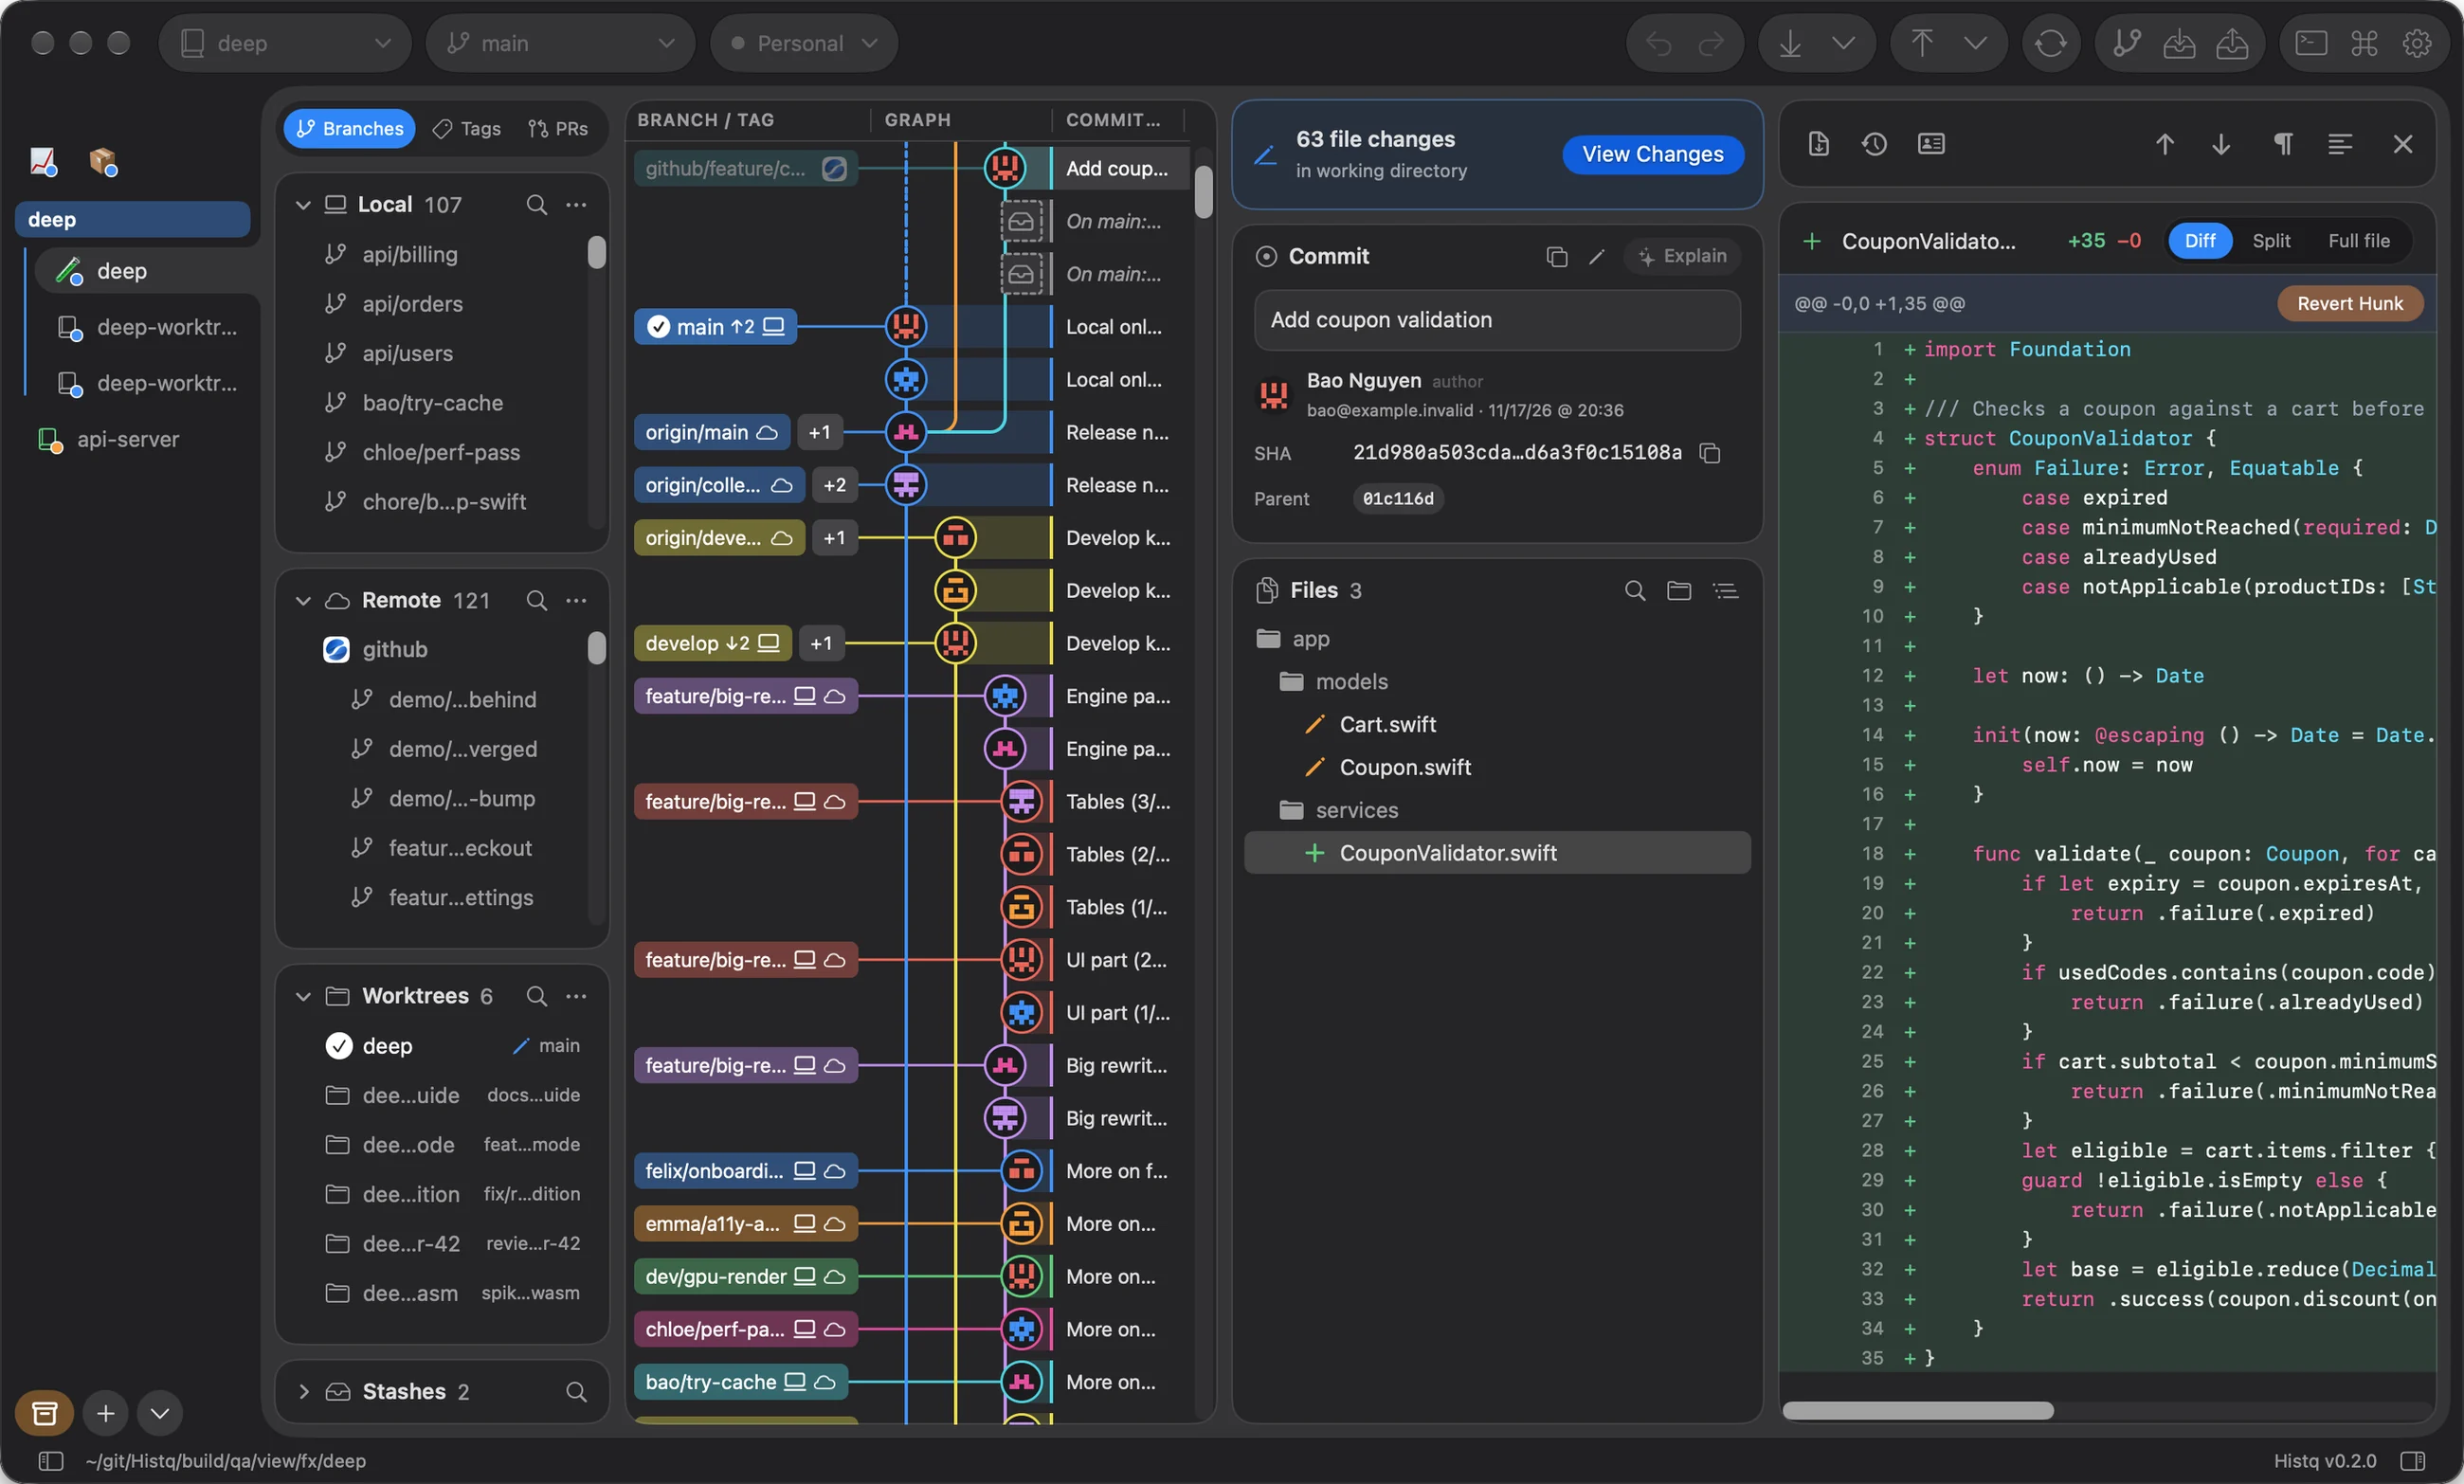 deep
main
Personal
deep
deep
deep-worktr...
deep-worktr...
api-server
Branches
Tags
PRs
Local 107
api/billing
api/orders
api/users
bao/try-cache
chloe/perf-pass
chore/b...p-swift
Remote 121
github
demo/...behind
demo/...verged
demo/...-bump
featur...eckout
featur...ettings
Worktrees 6
deep main
dee...uide docs...uide
dee...ode feat...mode
dee...ition fix/r...dition
dee...r-42 revie...r-42
dee...asm spik...wasm
Stashes 2
BRANCH / TAG GRAPH COMMIT...
github/feature/c... Add coup...
On main:...
On main:...
main ↑2 Local onl...
Local onl...
origin/main +1 Release n...
origin/colle... +2 Release n...
origin/deve... +1 Develop k...
Develop k...
develop ↓2 +1 Develop k...
feature/big-re... Engine pa...
Engine pa...
feature/big-re... Tables (3/...
Tables (2/...
Tables (1/...
feature/big-re... UI part (2...
UI part (1/...
feature/big-re... Big rewrit...
Big rewrit...
felix/onboardi... More on f...
emma/a11y-a... More on...
dev/gpu-render More on...
chloe/perf-pa... More on...
bao/try-cache More on...
63 file changes
in working directory
View Changes
Commit
Explain
Add coupon validation
Bao Nguyen author
bao@example.invalid · 11/17/26 @ 20:36
SHA 21d980a503cda…d6a3f0c15108a
Parent 01c116d
Files 3
app
models
Cart.swift
Coupon.swift
services
CouponValidator.swift
+ CouponValidato... +35 −0 Diff Split Full file
@@ -0,0 +1,35 @@ Revert Hunk
1 + import Foundation
2 +
3 + /// Checks a coupon against a cart before
4 + struct CouponValidator {
5 + enum Failure: Error, Equatable {
6 + case expired
7 + case minimumNotReached(required: D
8 + case alreadyUsed
9 + case notApplicable(productIDs: [St
10 + }
11 +
12 + let now: () -> Date
13 +
14 + init(now: @escaping () -> Date = Date.
15 + self.now = now
16 + }
17 +
18 + func validate(_ coupon: Coupon, for ca
19 + if let expiry = coupon.expiresAt,
20 + return .failure(.expired)
21 + }
22 + if usedCodes.contains(coupon.code)
23 + return .failure(.alreadyUsed)
24 + }
25 + if cart.subtotal < coupon.minimumS
26 + return .failure(.minimumNotRea
27 + }
28 + let eligible = cart.items.filter {
29 + guard !eligible.isEmpty else {
30 + return .failure(.notApplicable
31 + }
32 + let base = eligible.reduce(Decimal
33 + return .success(coupon.discount(on
34 + }
35 + }
~/git/Histq/build/qa/view/fx/deep
Histq v0.2.0